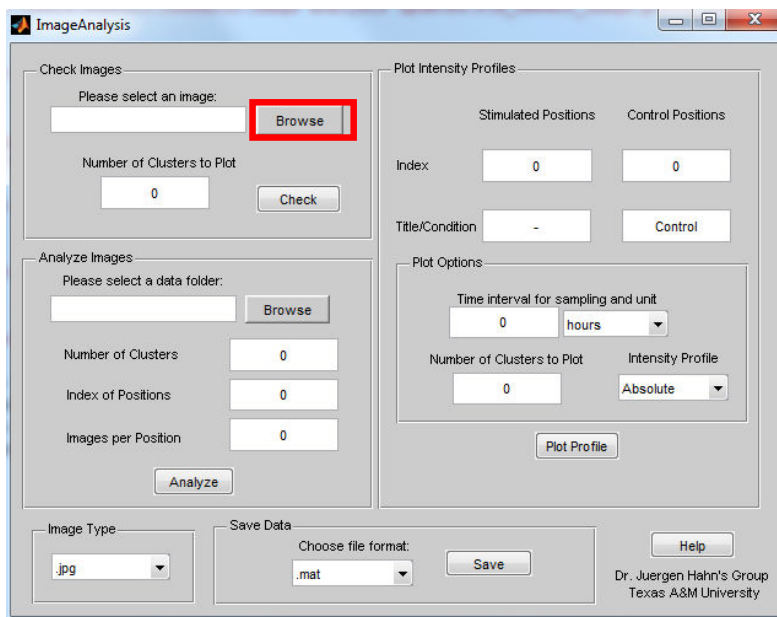 ImageAnalysis
Check Images
Please select an image:
Browse
Number of Clusters to Plot
0
Check
Analyze Images
Please select a data folder:
Browse
Number of Clusters 0
Index of Positions 0
Images per Position 0
Analyze
Plot Intensity Profiles
Stimulated Positions Control Positions
Index 0 0
Title/Condition - Control
Plot Options
Time interval for sampling and unit
0 hours
Number of Clusters to Plot Intensity Profile
0 Absolute
Plot Profile
Image Type
.jpg
Save Data
Choose file format:
.mat
Save
Help
Dr. Juergen Hahn's Group
Texas A&M University